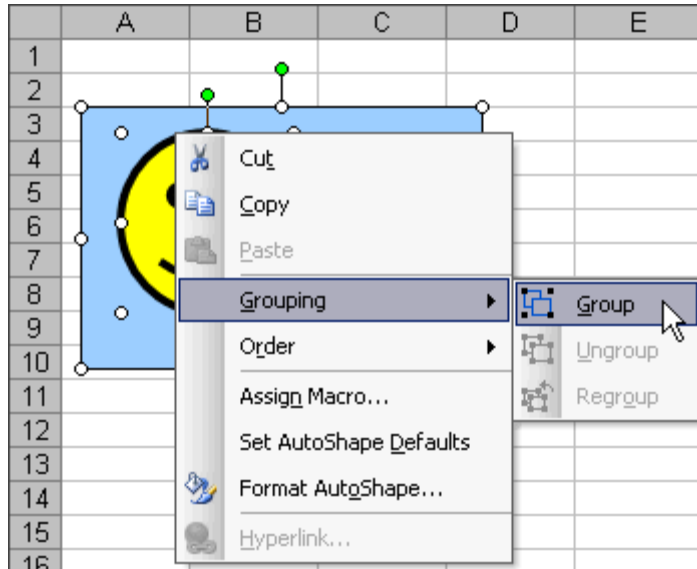 A B C D E
1
2
3
4
5
6
7
8
9
10
11
12
13
14
15
16
Cut
Copy
Paste
Grouping
Order
Assign Macro...
Set AutoShape Defaults
Format AutoShape...
Hyperlink...
Group
Ungroup
Regroup